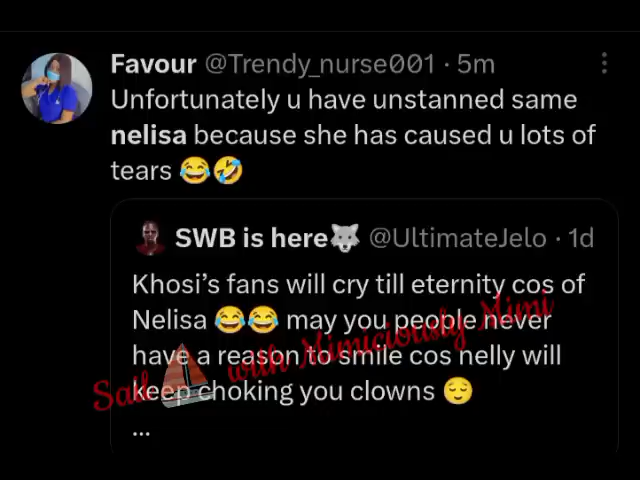 Favour @Trendy_nurse001 · 5m
Unfortunately u have unstanned same
nelisa because she has caused u lots of
tears 😂🤣
SWB is here🐺 @UltimateJelo · 1d
Khosi's fans will cry till eternity cos of
Nelisa 😂😂 may you people never
have a reason to smile cos nelly will
keep choking you clowns 😌
...
Sail ⛵ with Mimiciously Mimi